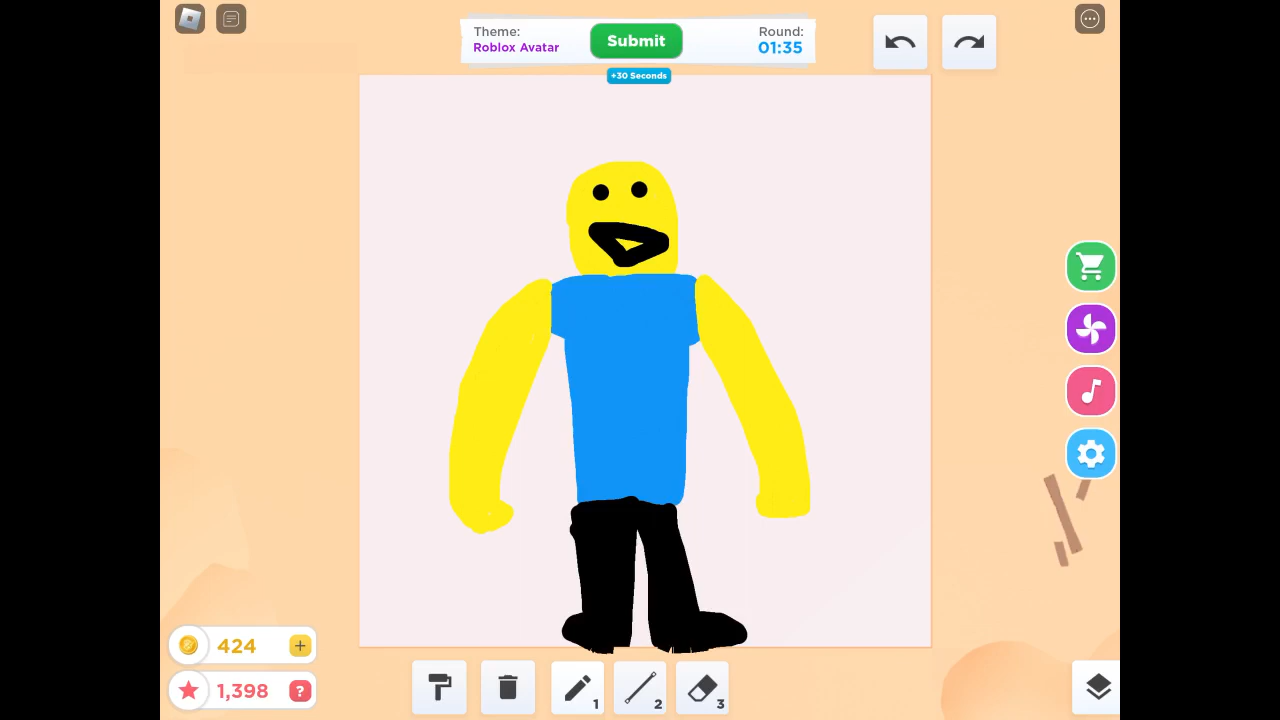 Theme:
Roblox Avatar
Submit
Round:
01:35
+30 Seconds
424
+
1,398
?
1
2
3